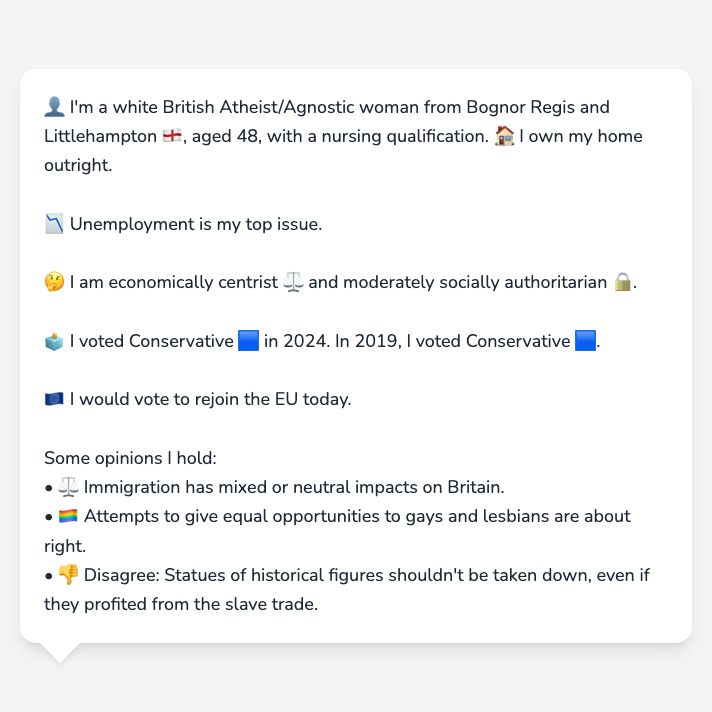 👤 I'm a white British Atheist/Agnostic woman from Bognor Regis and
Littlehampton 🏴󠁧󠁢󠁥󠁮󠁧󠁿, aged 48, with a nursing qualification. 🏠 I own my home
outright.
📉 Unemployment is my top issue.
🤔 I am economically centrist ⚖️ and moderately socially authoritarian 🔒.
🗳️ I voted Conservative 🟦 in 2024. In 2019, I voted Conservative 🟦.
🇪🇺 I would vote to rejoin the EU today.
Some opinions I hold:
• ⚖️ Immigration has mixed or neutral impacts on Britain.
• 🏳️‍🌈 Attempts to give equal opportunities to gays and lesbians are about
right.
• 👎 Disagree: Statues of historical figures shouldn't be taken down, even if
they profited from the slave trade.